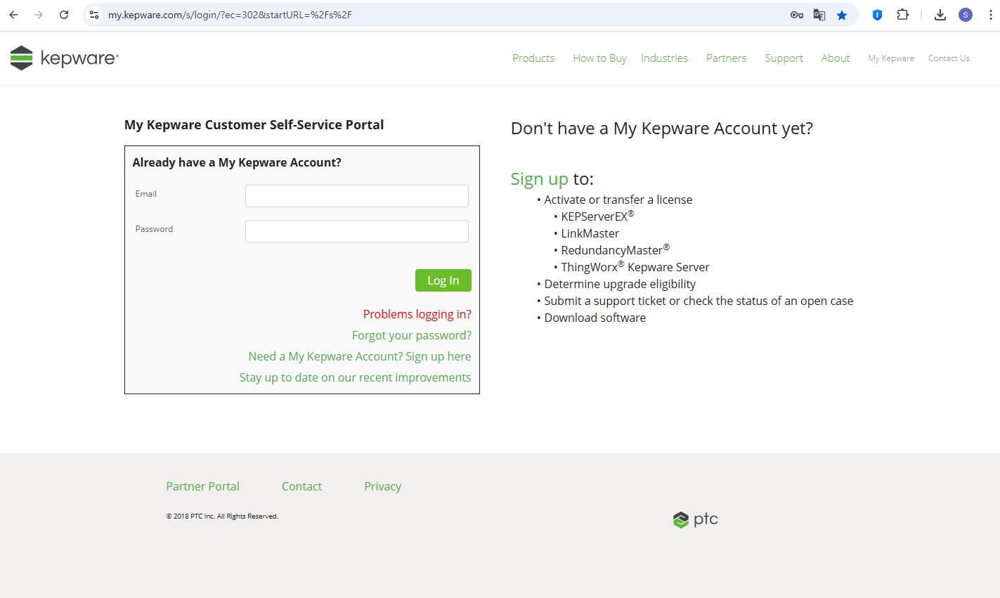 my.kepware.com/s/login/?ec=302&startURL=%2Fs%2F
S
kepware®
Products How to Buy Industries Partners Support About My Kepware Contact Us
My Kepware Customer Self-Service Portal
Already have a My Kepware Account?
Email
Password
Log In
Problems logging in?
Forgot your password?
Need a My Kepware Account? Sign up here
Stay up to date on our recent improvements
Don't have a My Kepware Account yet?
Sign up to:
• Activate or transfer a license
• KEPServerEX®
• LinkMaster
• RedundancyMaster®
• ThingWorx® Kepware Server
• Determine upgrade eligibility
• Submit a support ticket or check the status of an open case
• Download software
Partner Portal Contact Privacy
© 2018 PTC Inc. All Rights Reserved.
ptc